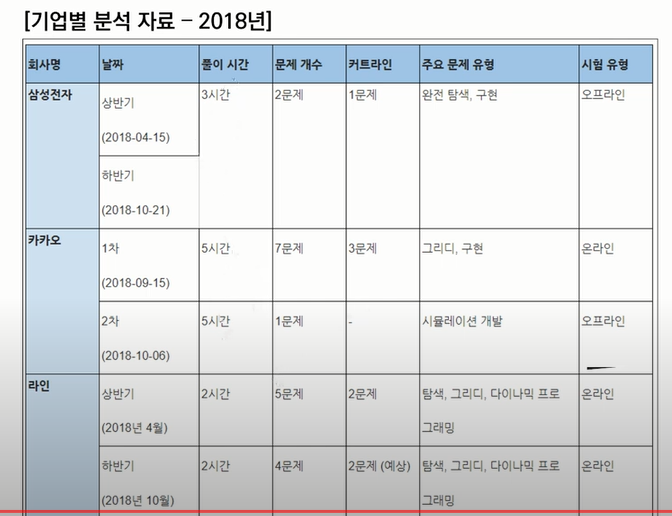 [기업별 분석 자료 – 2018년]
회사명 날짜 풀이 시간 문제 개수 커트라인 주요 문제 유형 시험 유형
삼성전자 상반기 3시간 2문제 1문제 완전 탐색, 구현 오프라인
(2018-04-15)
하반기
(2018-10-21)
카카오 1차 5시간 7문제 3문제 그리디, 구현 온라인
(2018-09-15)
2차 5시간 1문제 - 시뮬레이션 개발 오프라인
(2018-10-06)
라인 상반기 2시간 5문제 2문제 탐색, 그리디, 다이나믹 프로 온라인
(2018년 4월) 그래밍
하반기 2시간 4문제 2문제 (예상) 탐색, 그리디, 다이나믹 프로 온라인
(2018년 10월) 그래밍